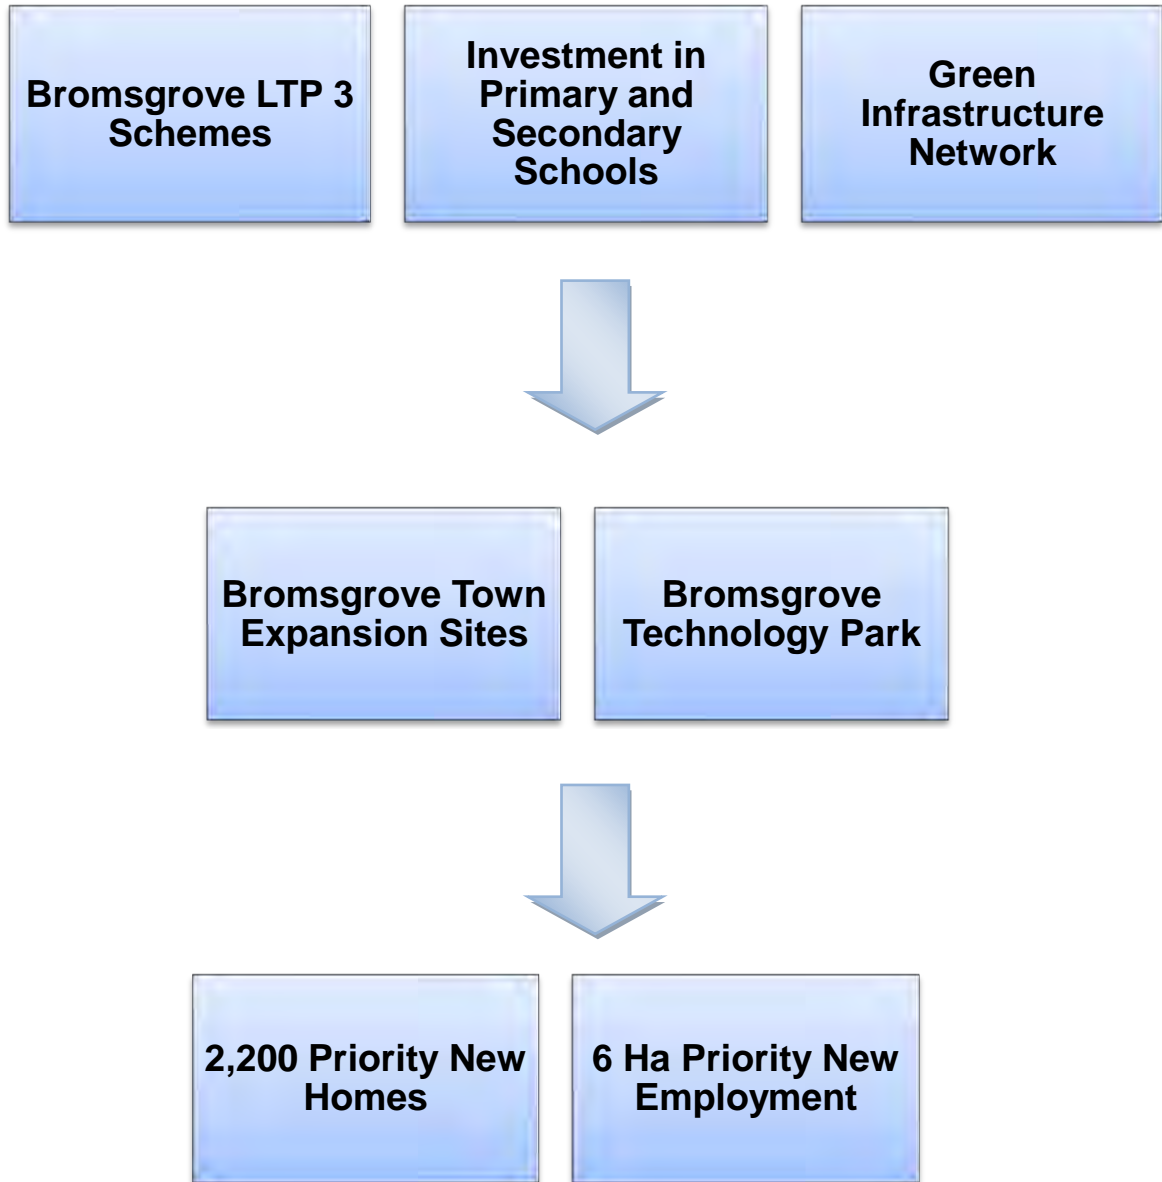 Bromsgrove LTP 3
Schemes
Investment in
Primary and
Secondary
Schools
Green
Infrastructure
Network
Bromsgrove Town
Expansion Sites
Bromsgrove
Technology Park
2,200 Priority New
Homes
6 Ha Priority New
Employment